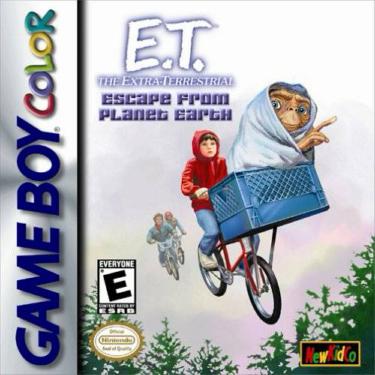 GAME BOY COLOR
E.T.
THE EXTRA-TERRESTRIAL
ESCAPE FROM
PLANET EARTH
EVERYONE
E
CONTENT RATED BY
ESRB
Official
Nintendo
Seal of Quality
NewKidCo